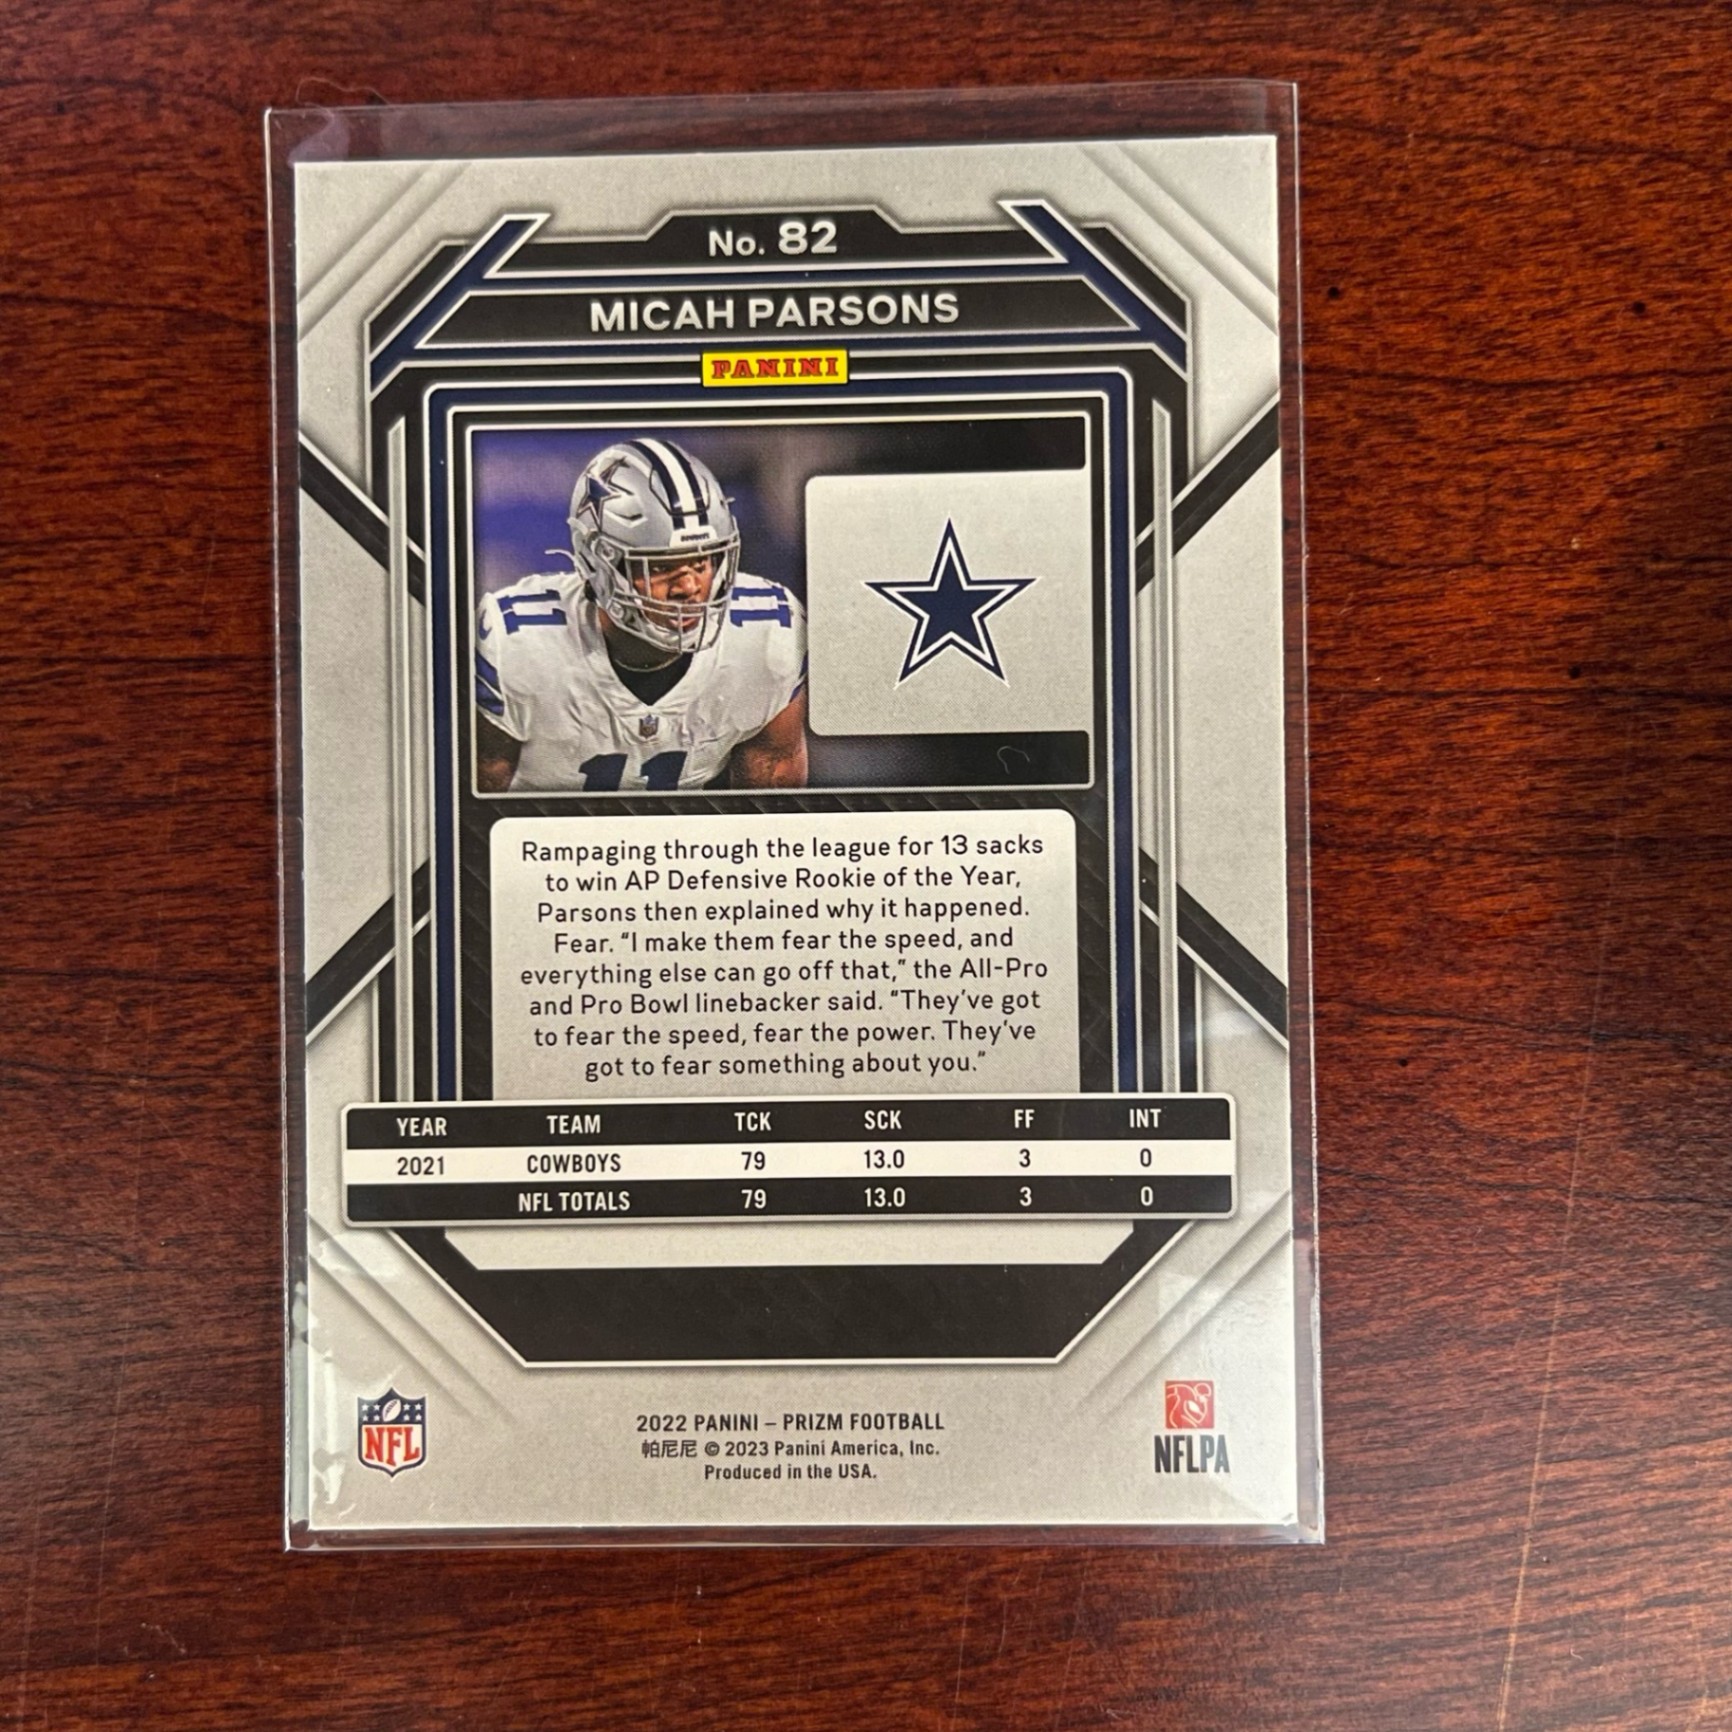 No. 82
MICAH PARSONS
PANINI
COWBOYS
11
11
11
Rampaging through the league for 13 sacks
to win AP Defensive Rookie of the Year,
Parsons then explained why it happened.
Fear. “I make them fear the speed, and
everything else can go off that,” the All-Pro
and Pro Bowl linebacker said. “They’ve got
to fear the speed, fear the power. They’ve
got to fear something about you.”
YEAR TEAM TCK SCK FF INT
2021 COWBOYS 79 13.0 3 0
NFL TOTALS 79 13.0 3 0
NFL
2022 PANINI – PRIZM FOOTBALL
帕尼尼 © 2023 Panini America, Inc.
Produced in the USA.
NFLPA